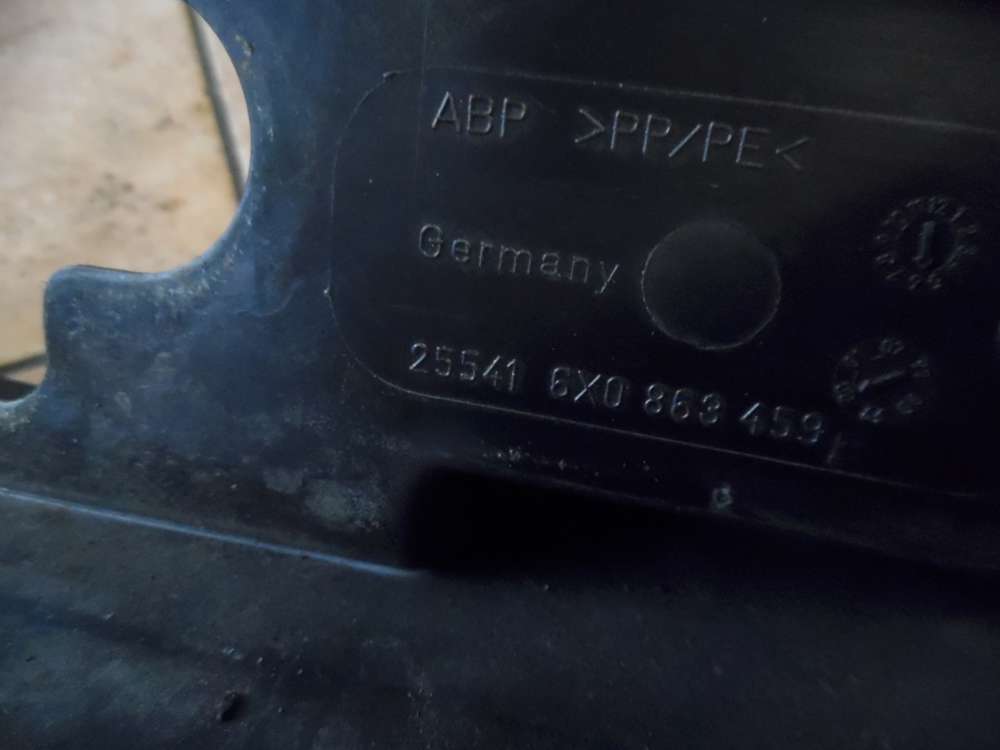 ABP >PP/PE<
Germany
25541 6X0 863 459